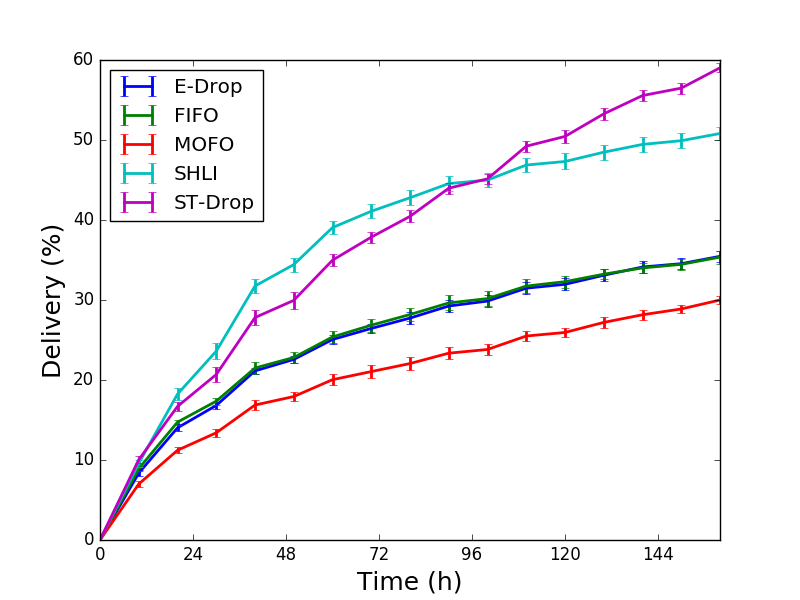 60
50
40
30
20
10
0
Delivery (%)
E-Drop
FIFO
MOFO
SHLI
ST-Drop
0 24 48 72 96 120 144
Time (h)